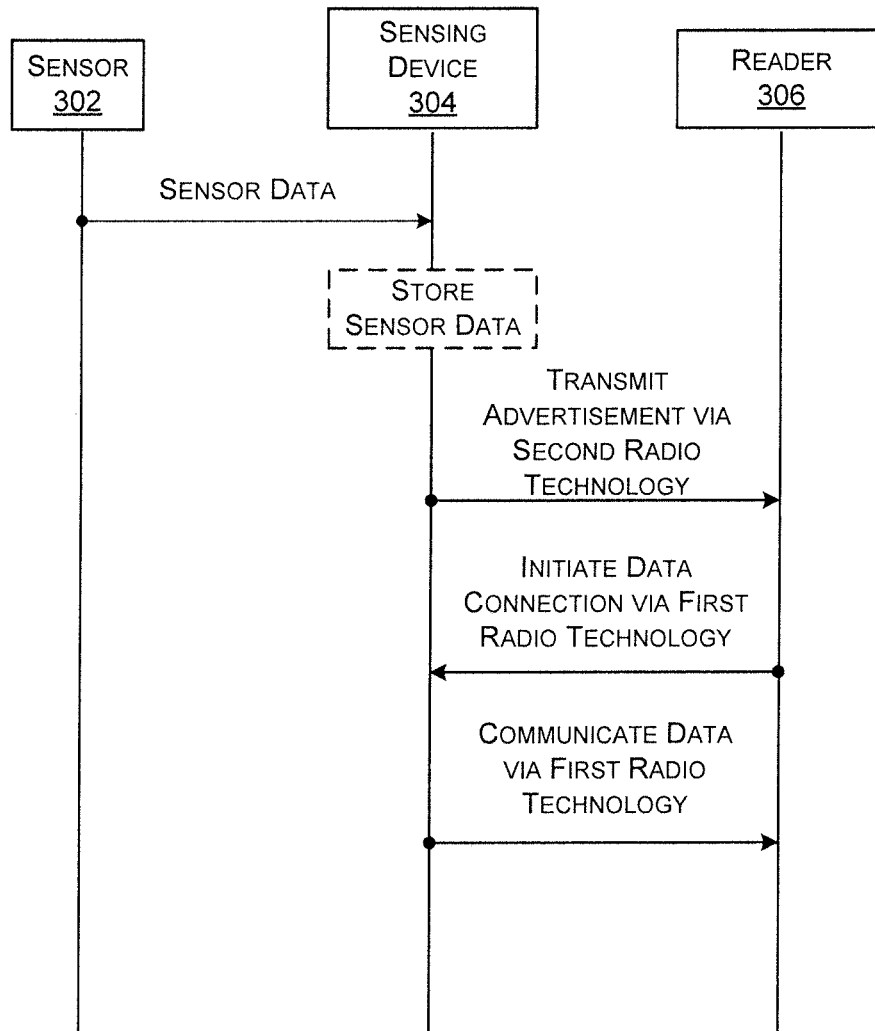 SENSOR
302
SENSING
DEVICE
304
READER
306
SENSOR DATA
STORE
SENSOR DATA
TRANSMIT
ADVERTISEMENT VIA
SECOND RADIO
TECHNOLOGY
INITIATE DATA
CONNECTION VIA FIRST
RADIO TECHNOLOGY
COMMUNICATE DATA
VIA FIRST RADIO
TECHNOLOGY